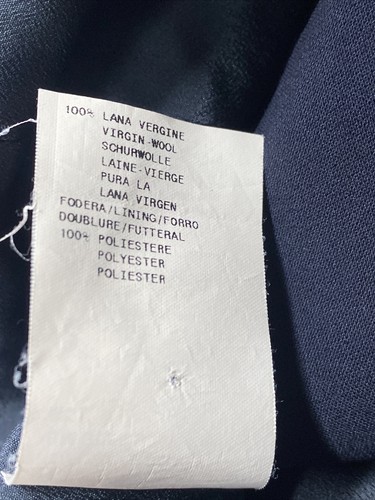 100% LANA VERGINE
VIRGIN-WOOL
SCHURWOLLE
LAINE-VIERGE
PURA LA
LANA VIRGEN
FODERA/LINING/FORRO
DOUBLURE/FUTTERAL
100% POLIESTERE
POLYESTER
POLIESTER